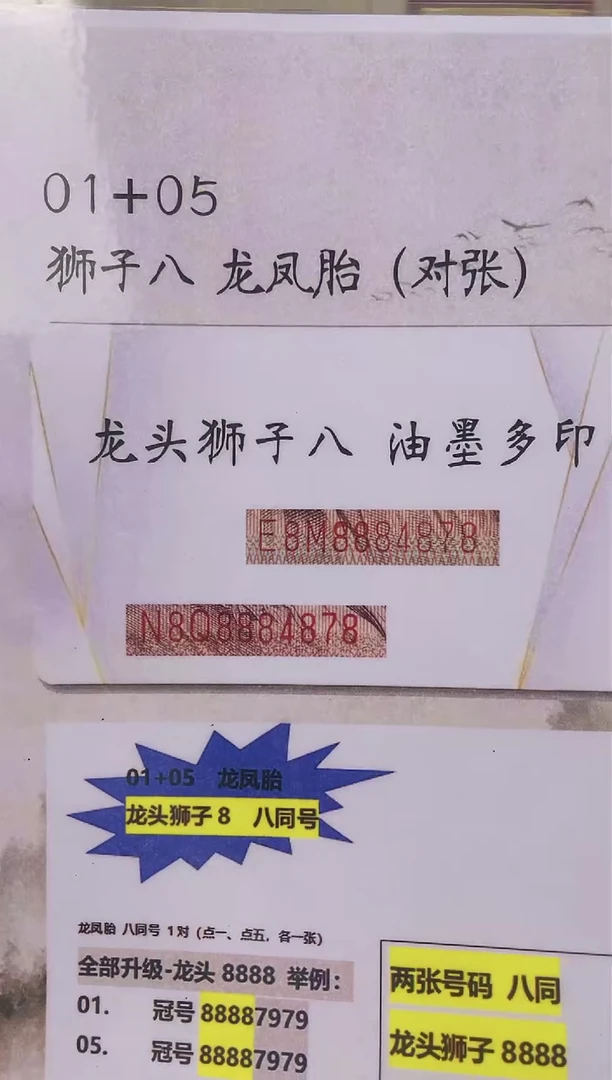 01+05
狮子八 龙凤胎（对张）
龙头狮子八 油墨多印
E8M8884878
N8Q8884878
01+05 龙凤胎
龙头狮子8 八同号
龙凤胎 八同号 1对（点一、点五，各一张）
全部升级-龙头 8888 举例：
01. 冠号 88887979
05. 冠号 88887979
两张号码 八同
龙头狮子 8888